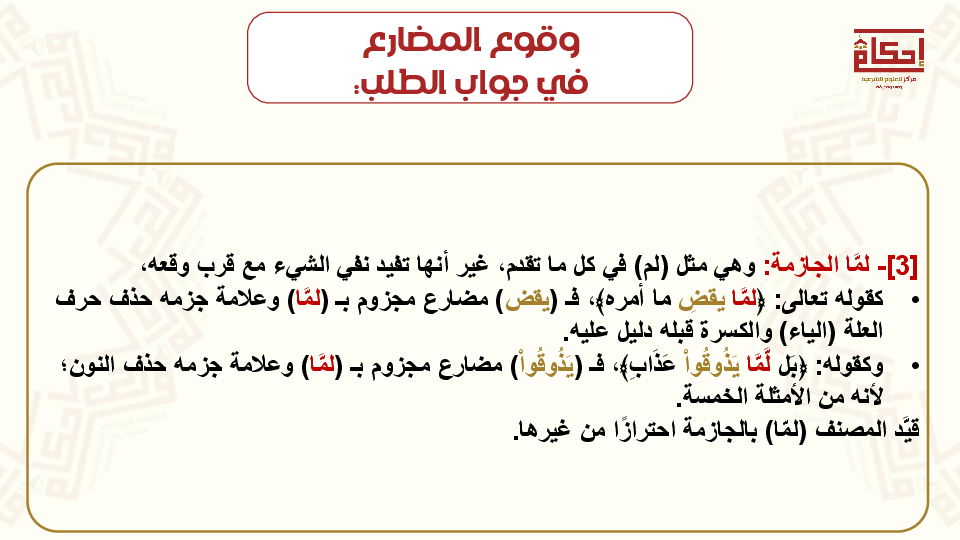 وقوع المضارع
في جواب الطلب:
إحكام
مركز للعلوم الشرعية
[3]- لمَّا الجازمة: وهي مثل (لم) في كل ما تقدم، غير أنها تفيد نفي الشيء مع قرب وقعه،
• كقوله تعالى: ﴿لمَّا يقضِ ما أمره﴾، فـ (يقض) مضارع مجزوم بـ (لمَّا) وعلامة جزمه حذف حرف
العلة (الياء) والكسرة قبله دليل عليه.
• وكقوله: ﴿بَل لَّمَّا يَذُوقُواْ عَذَابِ﴾، فـ (يَذُوقُواْ) مضارع مجزوم بـ (لمَّا) وعلامة جزمه حذف النون؛
لأنه من الأمثلة الخمسة.
قيَّد المصنف (لمّا) بالجازمة احترازًا من غيرها.